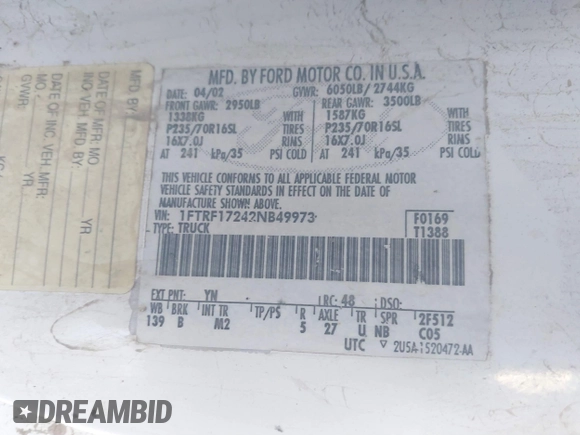 MFD. BY FORD MOTOR CO. IN U.S.A.
DATE: 04/02 GVWR: 6050LB/ 2744KG
FRONT GAWR: 2950LB REAR GAWR: 3500LB
1338KG WITH 1587KG WITH
P235/70R16SL TIRES P235/70R16SL TIRES
16X7.0J RIMS 16X7.0J RIMS
AT 241 kPa/35 PSI COLD AT 241 kPa/35 PSI COLD
THIS VEHICLE CONFORMS TO ALL APPLICABLE FEDERAL MOTOR
VEHICLE SAFETY STANDARDS IN EFFECT ON THE DATE OF
MANUFACTURE SHOWN ABOVE.
VIN: 1FTRF17242NB49973 F0169
TYPE: TRUCK T1388
EXT PNT: YN RC: 48 DSO:
WB BRK INT TR TP/PS R AXLE TR SPR 2F512
139 B M2 5 27 U NB C05
UTC ▽ 2U5A-1520472-AA
DATE OF INC. VEH. MFR:
MO. YR.
GVWR:
DATE OF MFR. MO YR.
INC. VEH. MFD. BY:
KG
DREAMBID.COM